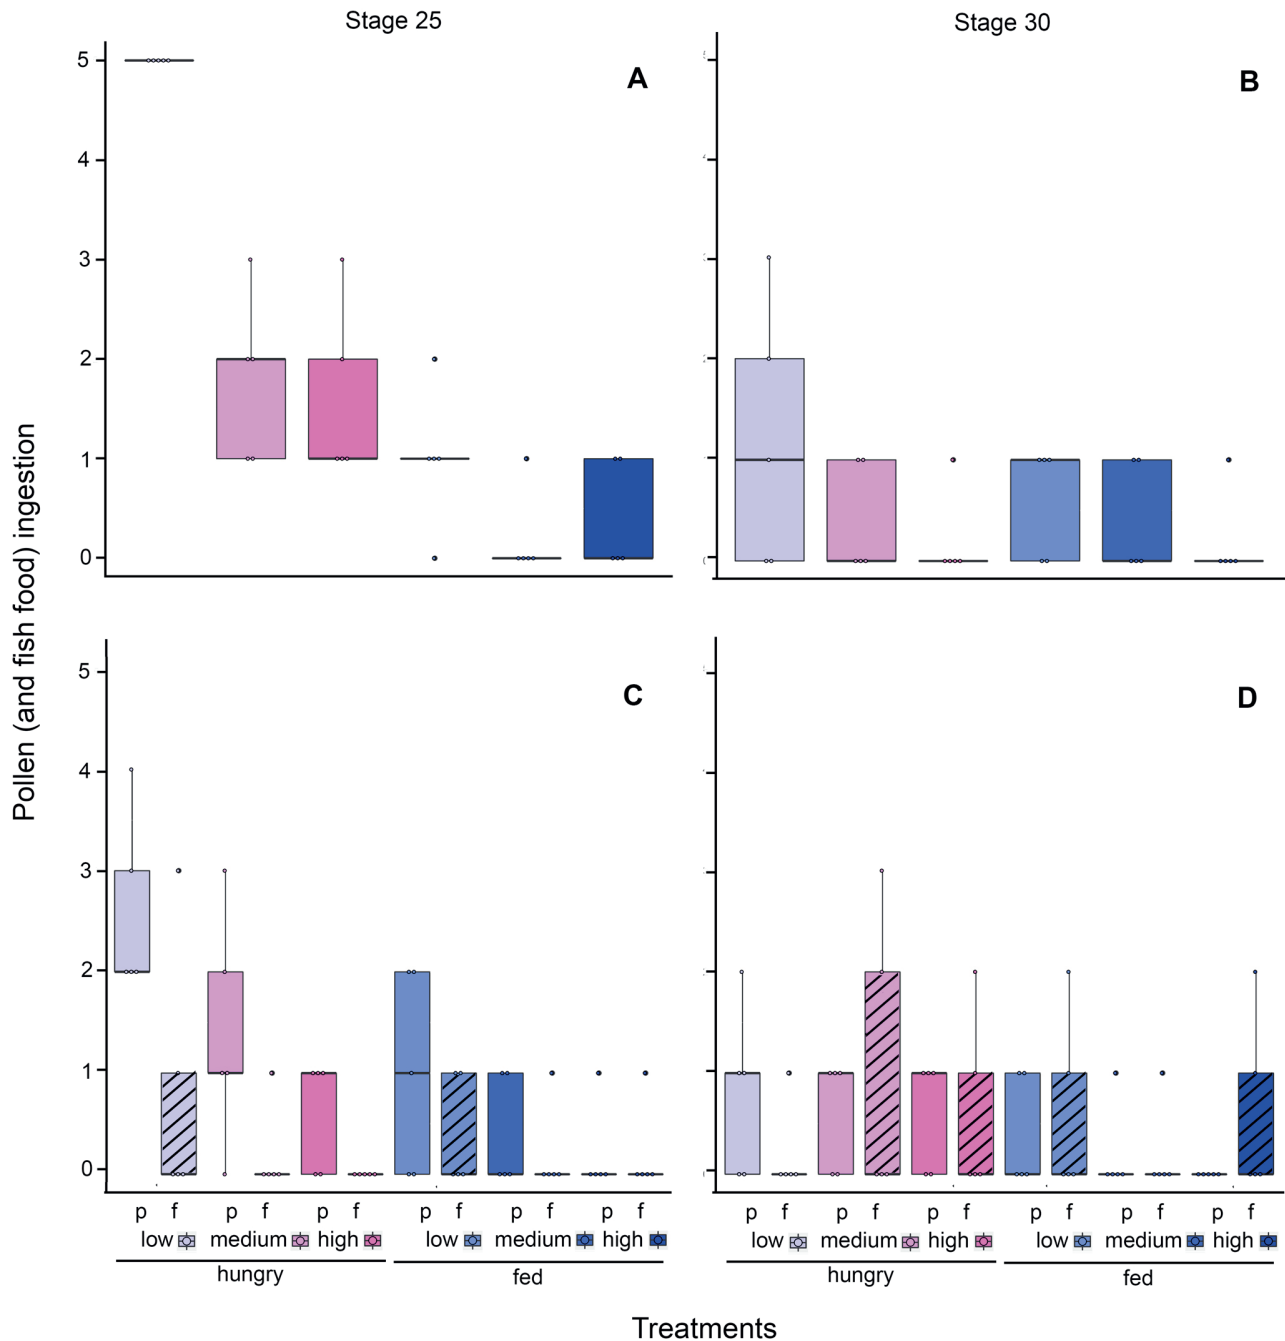 Stage 25
Stage 30
A
B
5
4
3
2
1
0
Pollen (and fish food) ingestion
C
D
5
4
3
2
1
0
p f p f p f p f p f p f
p f p f p f p f p f p f
low medium high low medium high
low medium high low medium high
hungry fed
hungry fed
Treatments